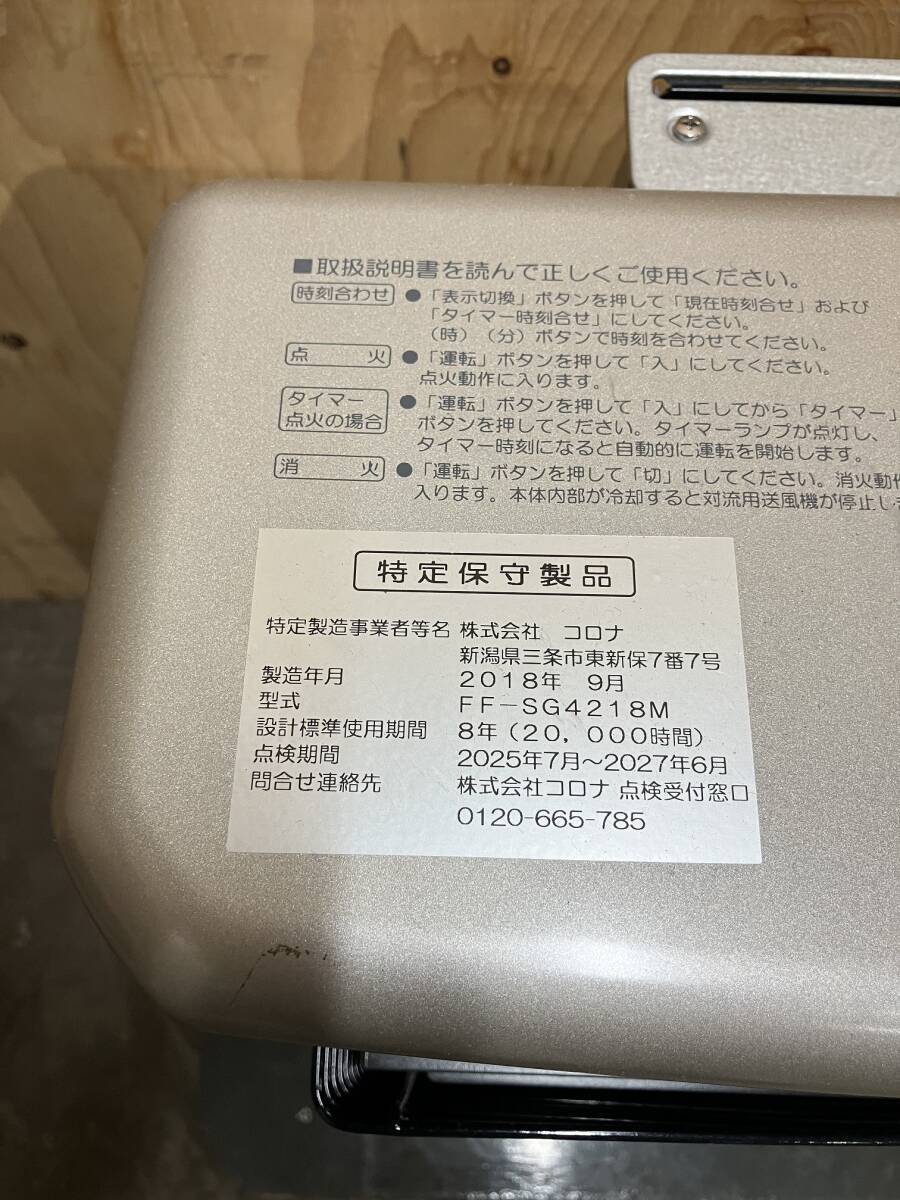 ■取扱説明書を読んで正しくご使用ください。
時刻合わせ ●「表示切換」ボタンを押して「現在時刻合せ」および
「タイマー時刻合せ」にしてください。
（時）（分）ボタンで時刻を合わせてください。
点 火 ●「運転」ボタンを押して「入」にしてください。
点火動作に入ります。
タイマー
点火の場合 ●「運転」ボタンを押して「入」にしてから「タイマー」
ボタンを押してください。タイマーランプが点灯し、
タイマー時刻になると自動的に運転を開始します。
消 火 ●「運転」ボタンを押して「切」にしてください。消火動作
入ります。本体内部が冷却すると対流用送風機が停止し
特定保守製品
特定製造事業者等名 株式会社 コロナ
新潟県三条市東新保7番7号
製造年月 2018年 9月
型式 FF－SG4218M
設計標準使用期間 8年（20，000時間）
点検期間 2025年7月～2027年6月
問合せ連絡先 株式会社コロナ 点検受付窓口
0120-665-785